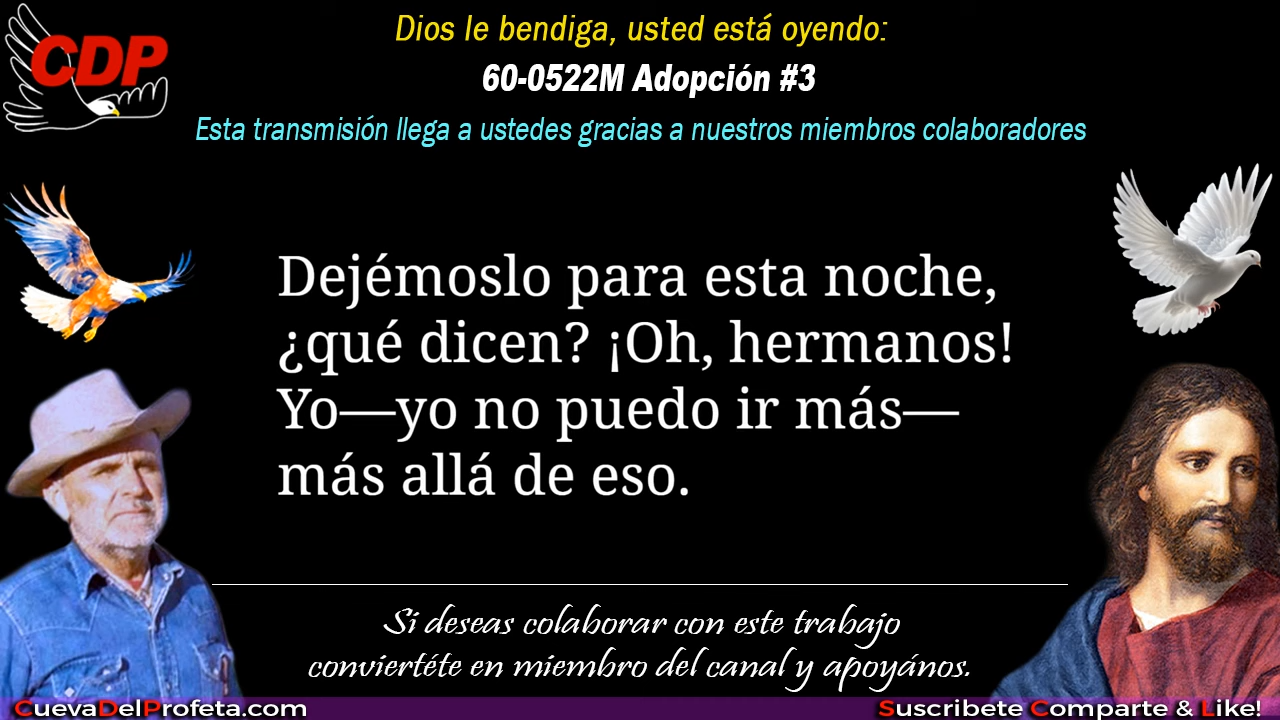 CDP
Dios le bendiga, usted está oyendo:
60-0522M Adopción #3
Esta transmisión llega a ustedes gracias a nuestros miembros colaboradores
Dejémoslo para esta noche,
¿qué dicen? ¡Oh, hermanos!
Yo—yo no puedo ir más—
más allá de eso.
Si deseas colaborar con este trabajo
conviertéte en miembro del canal y apoyános.
CuevaDelProfeta.com
Suscribete Comparte & Like!